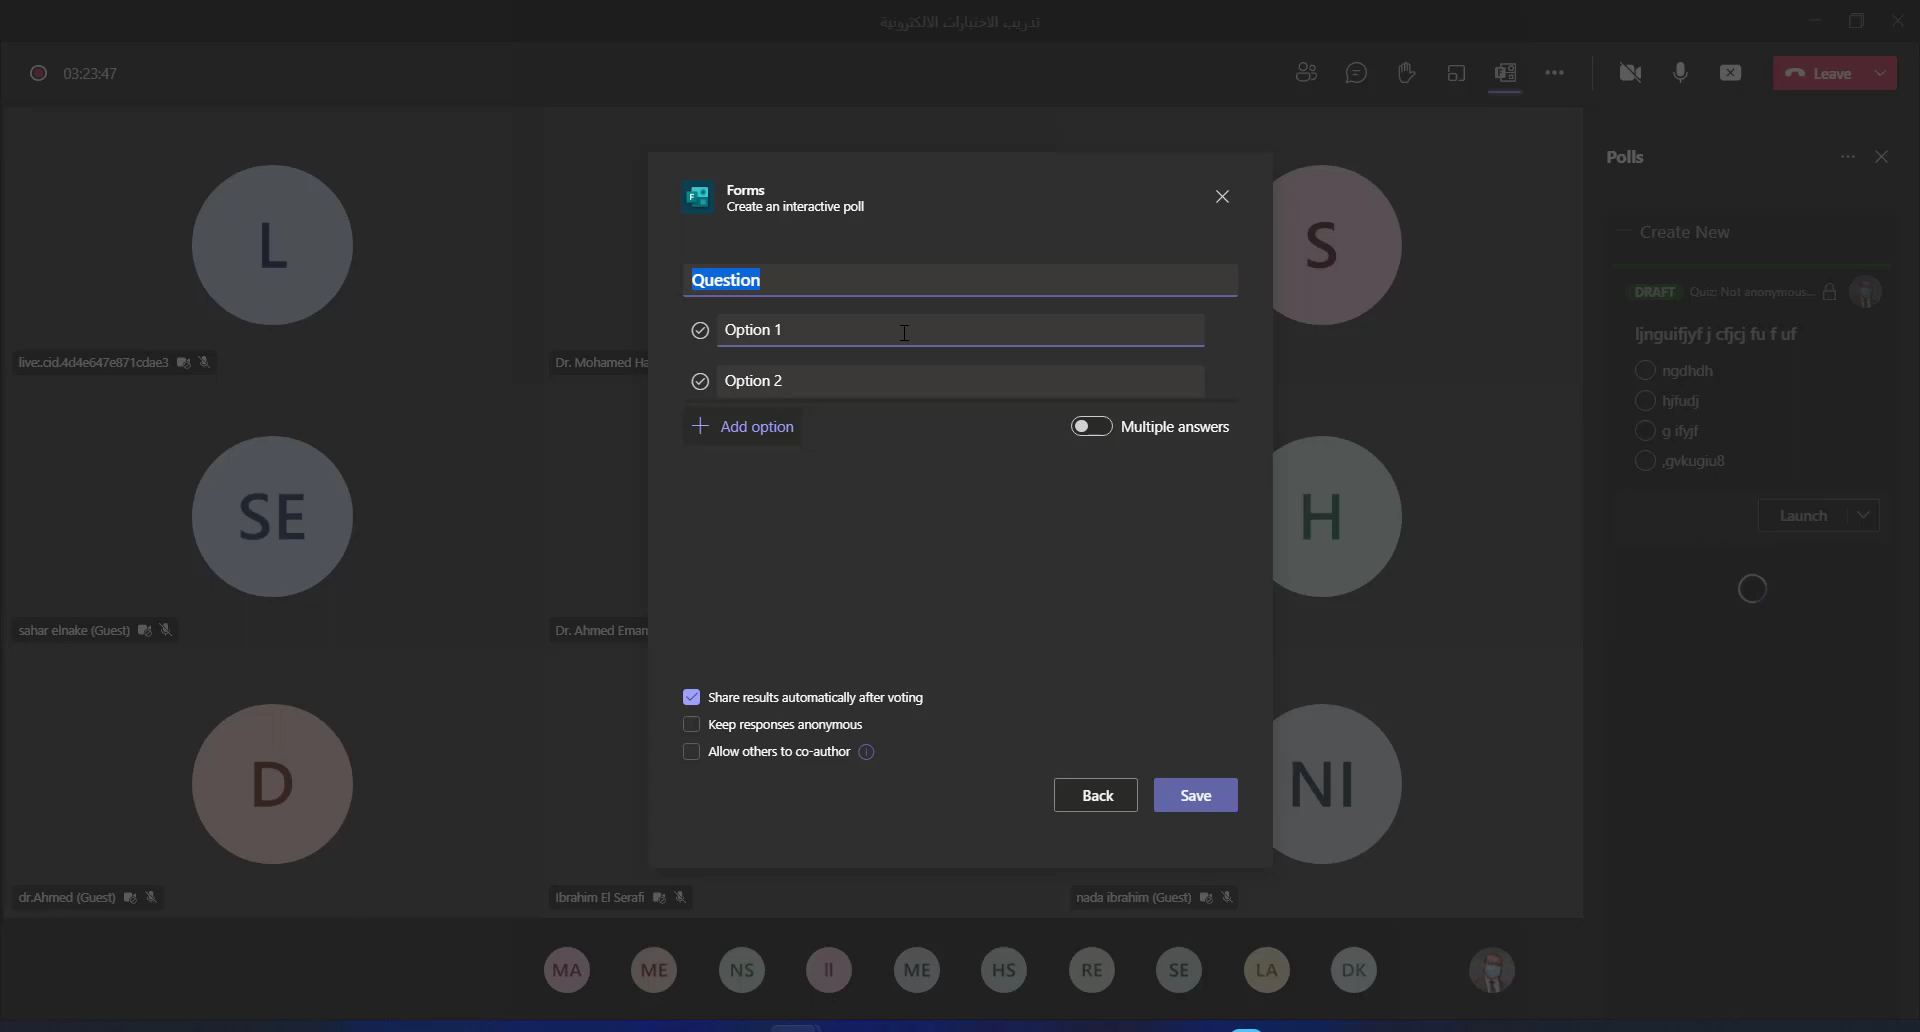 تدريب الاختبارات الالكترونية
03:23:47
Leave
L
live:.cid.4d4e647e871cdae3
Dr. Mohamed Ha
S
SE
sahar elnake (Guest)
Dr. Ahmed Eman
H
D
dr.Ahmed (Guest)
Ibrahim El Serafi
NI
nada ibrahim (Guest)
Forms
Create an interactive poll
Question
Option 1
Option 2
Add option
Multiple answers
Share results automatically after voting
Keep responses anonymous
Allow others to co-author
Back
Save
Polls
Create New
DRAFT Quiz: Not anonymous...
ljnguifjyf j cfjcj fu f uf
ngdhdh
hjfudj
g ifyjf
,gvkugiu8
Launch
MA ME NS II ME HS RE SE LA DK